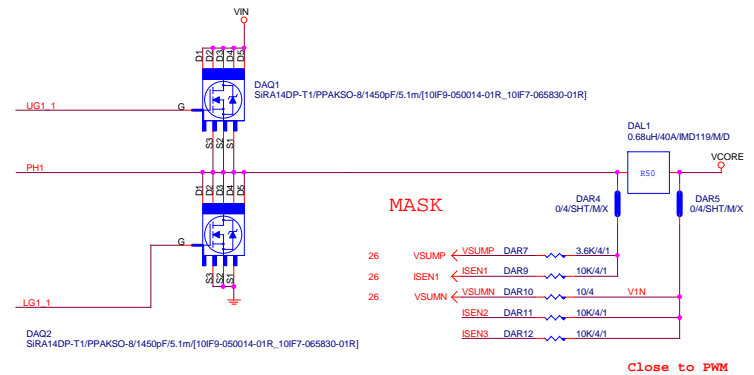 VIN
D1 D2 D3 D4 D5
DAQ1
SiRA14DP-T1/PPAKSO-8/1450pF/5.1m/[10IF9-050014-01R_10IF7-065830-01R]
UG1_1
G
S3 S2 S1
DAL1
0.68uH/40A/IMD119/M/D
VCORE
PH1
R50
D1 D2 D3 D4 D5
DAR4
0/4/SHT/M/X
DAR5
0/4/SHT/M/X
MASK
G
26 VSUMP VSUMP DAR7 3.6K/4/1
26 ISEN1 ISEN1 DAR9 10K/4/1
S3 S2 S1
26 VSUMN VSUMN DAR10 10/4 V1N
LG1_1
ISEN2 DAR11 10K/4/1
ISEN3 DAR12 10K/4/1
DAQ2
SiRA14DP-T1/PPAKSO-8/1450pF/5.1m/[10IF9-050014-01R_10IF7-065830-01R]
Close to PWM